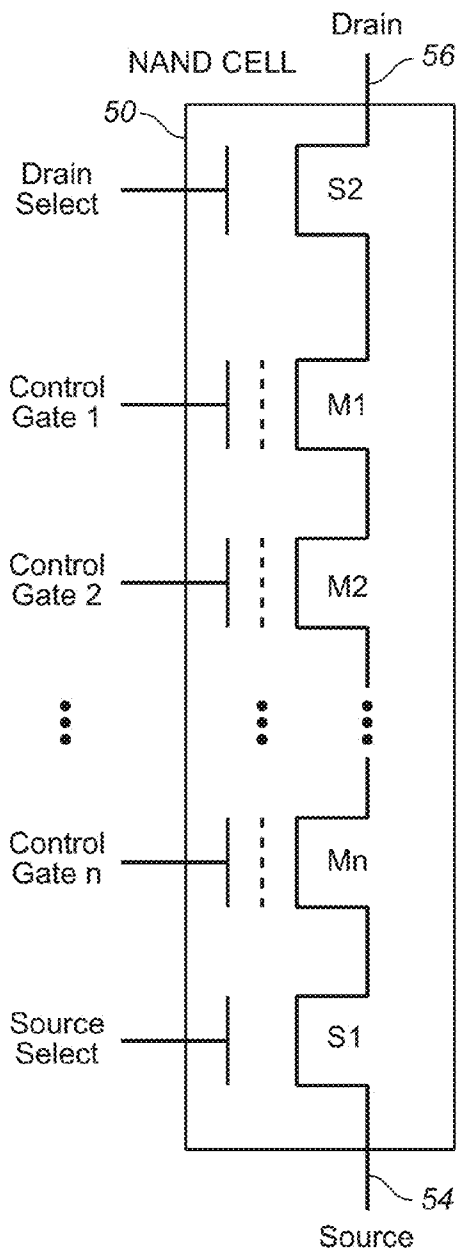 Drain
NAND CELL
56
50
Drain
Select
S2
Control
Gate 1
M1
Control
Gate 2
M2
Control
Gate n
Mn
Source
Select
S1
54
Source